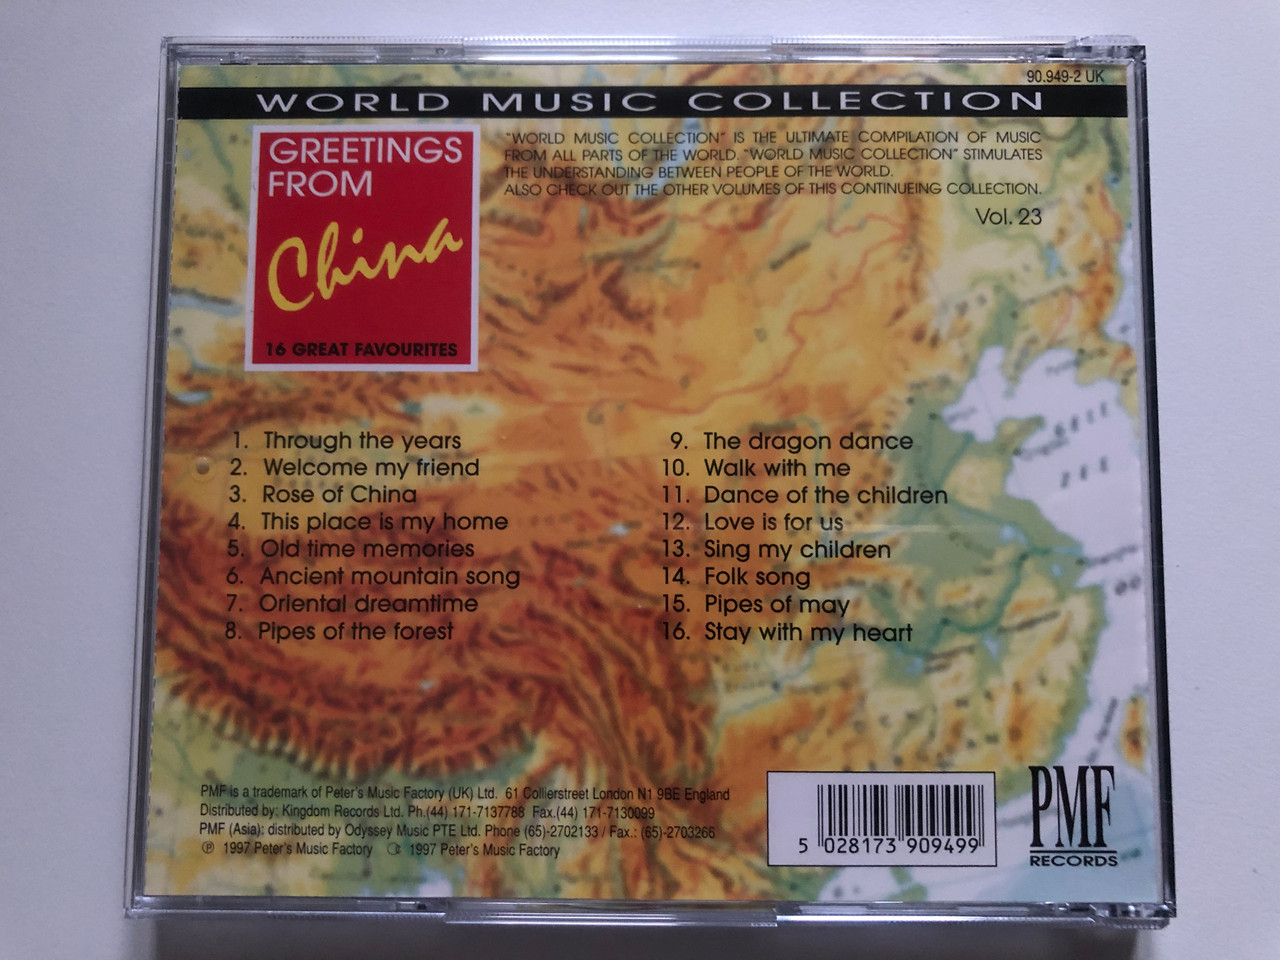 90.949-2 UK
WORLD MUSIC COLLECTION
GREETINGS
FROM
China
16 GREAT FAVOURITES
"WORLD MUSIC COLLECTION" IS THE ULTIMATE COMPILATION OF MUSIC
FROM ALL PARTS OF THE WORLD. "WORLD MUSIC COLLECTION" STIMULATES
THE UNDERSTANDING BETWEEN PEOPLE OF THE WORLD.
ALSO CHECK OUT THE OTHER VOLUMES OF THIS CONTINUEING COLLECTION.
Vol. 23
1. Through the years
2. Welcome my friend
3. Rose of China
4. This place is my home
5. Old time memories
6. Ancient mountain song
7. Oriental dreamtime
8. Pipes of the forest
9. The dragon dance
10. Walk with me
11. Dance of the children
12. Love is for us
13. Sing my children
14. Folk song
15. Pipes of may
16. Stay with my heart
GELE
ZEE
PMF is a trademark of Peter's Music Factory (UK) Ltd. 61 Collierstreet London N1 9BE England
Distributed by: Kingdom Records Ltd. Ph.(44) 171-7137788 Fax.(44) 171-7130099
PMF (Asia): distributed by Odyssey Music PTE Ltd. Phone (65)-2702133 / Fax.: (65)-2703266
℗ 1997 Peter's Music Factory © 1997 Peter's Music Factory
5 028173 909499
PMF
RECORDS